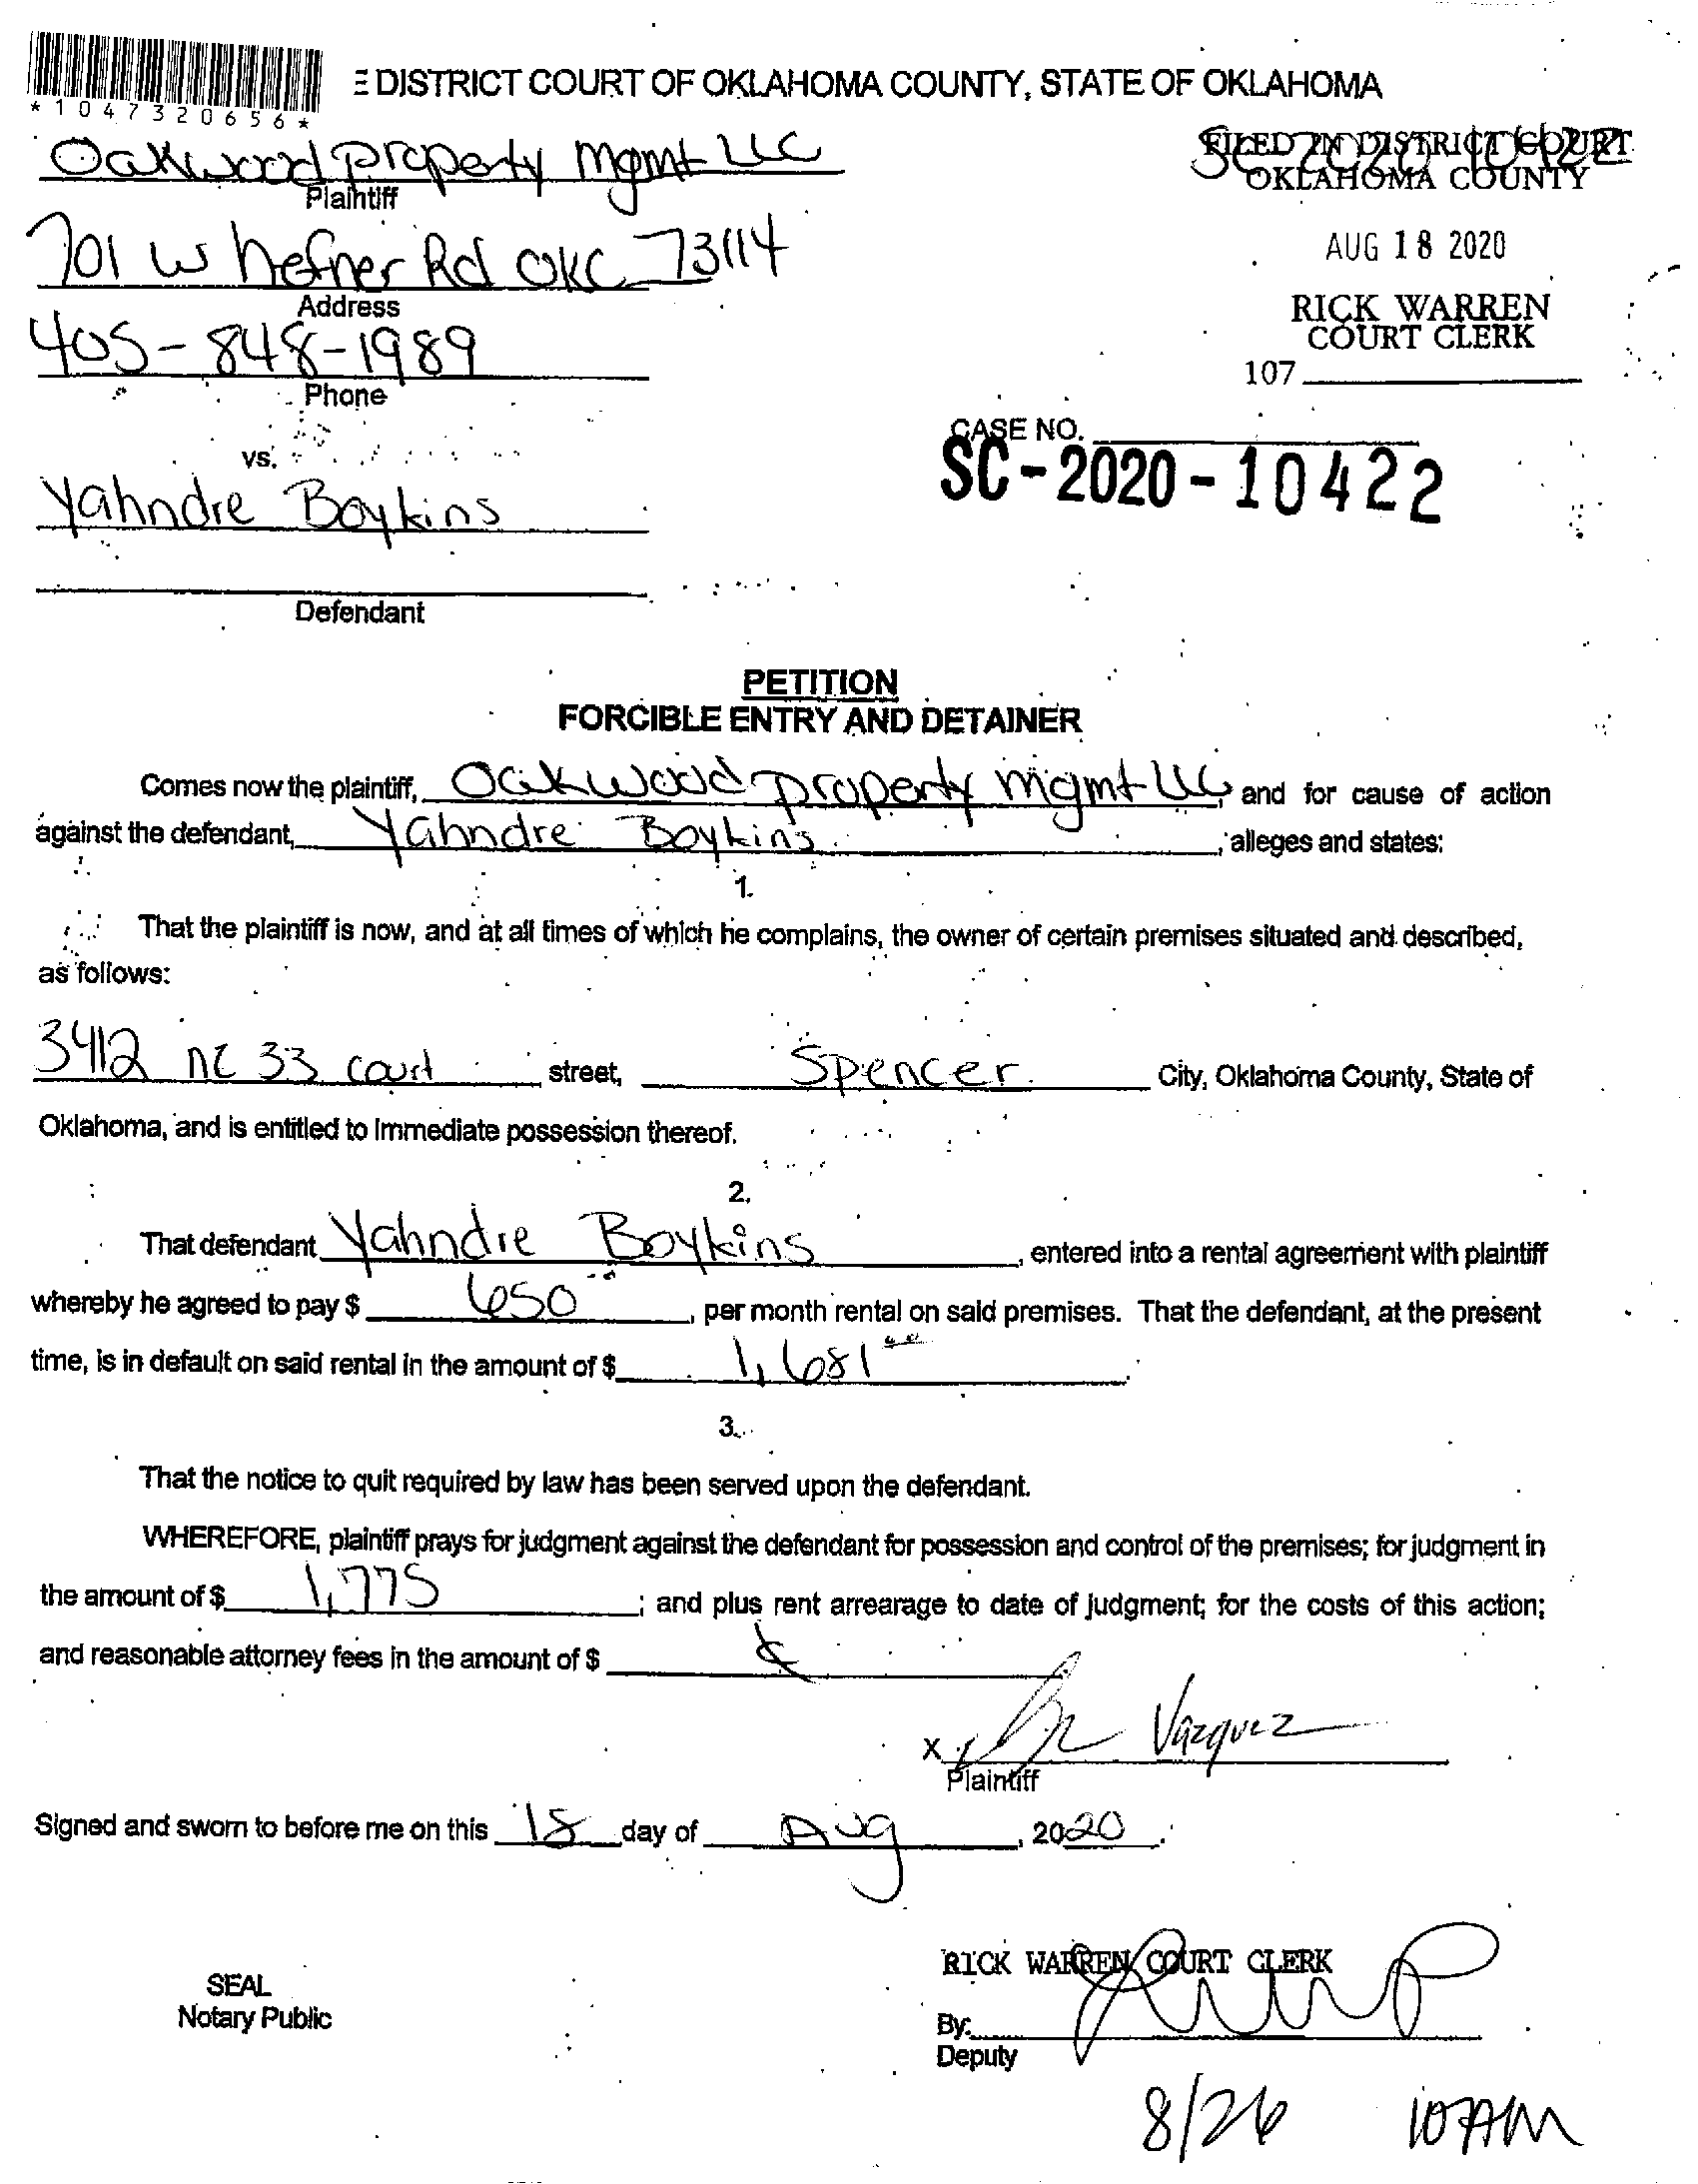 *1047320656*
E DISTRICT COURT OF OKLAHOMA COUNTY, STATE OF OKLAHOMA
Oakwood property mgmt LLC
Plaintiff
SC 2020 10422
FILED IN DISTRICT COURT
OKLAHOMA COUNTY
701 W hefner Rd OKC 73114
Address
AUG 18 2020
405-848-1989
Phone
RICK WARREN
COURT CLERK
107
vs.
CASE NO.
SC-2020-10422
Yahndre Boykins
Defendant
PETITION
FORCIBLE ENTRY AND DETAINER
Comes now the plaintiff, Oakwood property mgmt LLC, and for cause of action
against the defendant, Yahndre Boykins, alleges and states:
1.
That the plaintiff is now, and at all times of which he complains, the owner of certain premises situated and described,
as follows:
3412 NE 33 court street, Spencer City, Oklahoma County, State of
Oklahoma, and is entitled to immediate possession thereof.
2.
That defendant Yahndre Boykins, entered into a rental agreement with plaintiff
whereby he agreed to pay $ 650, per month rental on said premises. That the defendant, at the present
time, is in default on said rental in the amount of $ 1,681.
3.
That the notice to quit required by law has been served upon the defendant.
WHEREFORE, plaintiff prays for judgment against the defendant for possession and control of the premises; for judgment in
the amount of $ 1,775; and plus rent arrearage to date of judgment; for the costs of this action;
and reasonable attorney fees in the amount of $
X Vazquez
Plaintiff
Signed and sworn to before me on this 18 day of Aug, 2020.
RICK WARREN COURT CLERK
SEAL
Notary Public
By:
Deputy
8/26 10AM